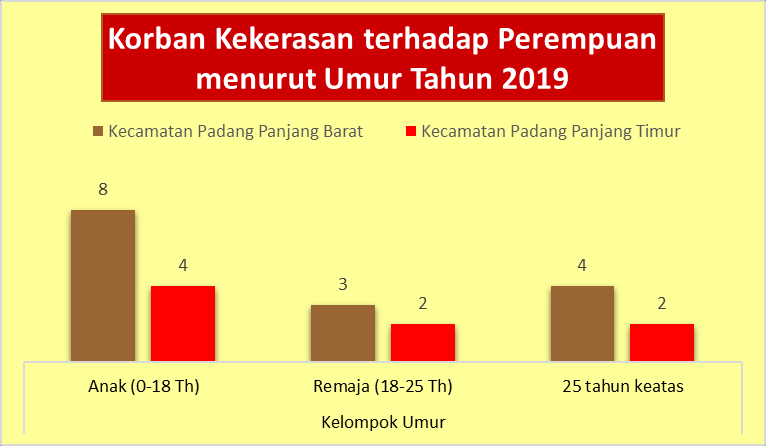 Korban Kekerasan terhadap Perempuan
menurut Umur Tahun 2019
Kecamatan Padang Panjang Barat
Kecamatan Padang Panjang Timur
8
4
3
2
4
2
Anak (0-18 Th)
Remaja (18-25 Th)
25 tahun keatas
Kelompok Umur